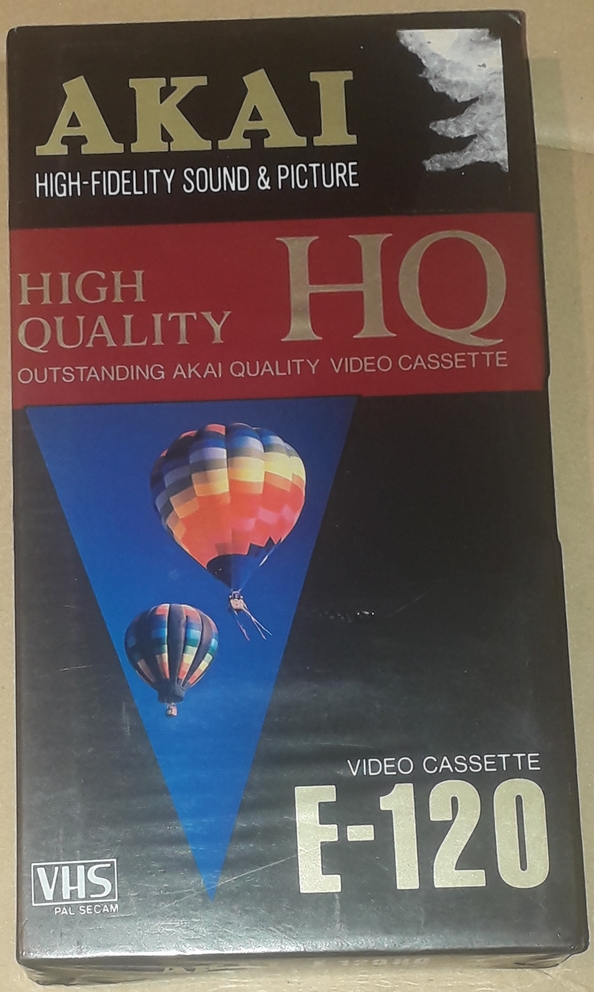 AKAI
HIGH-FIDELITY SOUND & PICTURE
HIGH
QUALITY
HQ
OUTSTANDING AKAI QUALITY VIDEO CASSETTE
VIDEO CASSETTE
E-120
VHS
PAL SECAM